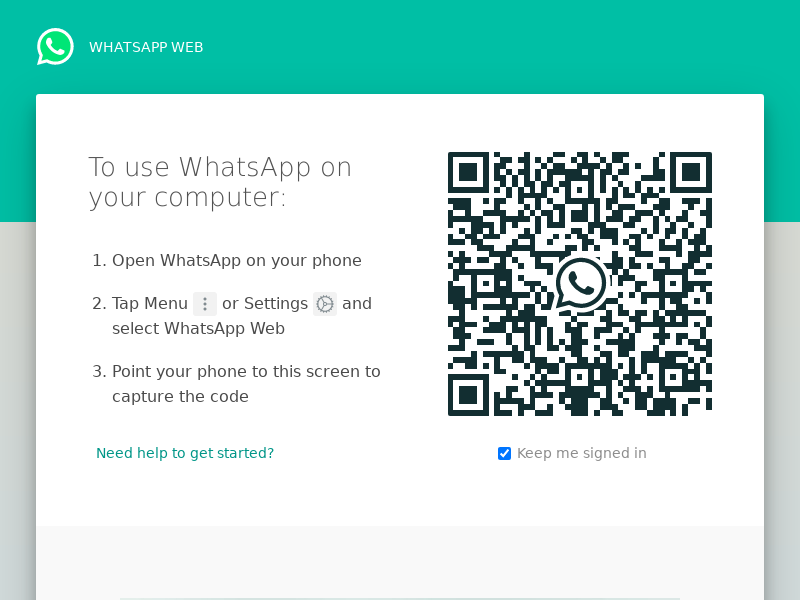 WHATSAPP WEB
To use WhatsApp on
your computer:
1. Open WhatsApp on your phone
2. Tap Menu or Settings and
select WhatsApp Web
3. Point your phone to this screen to
capture the code
Need help to get started?
Keep me signed in